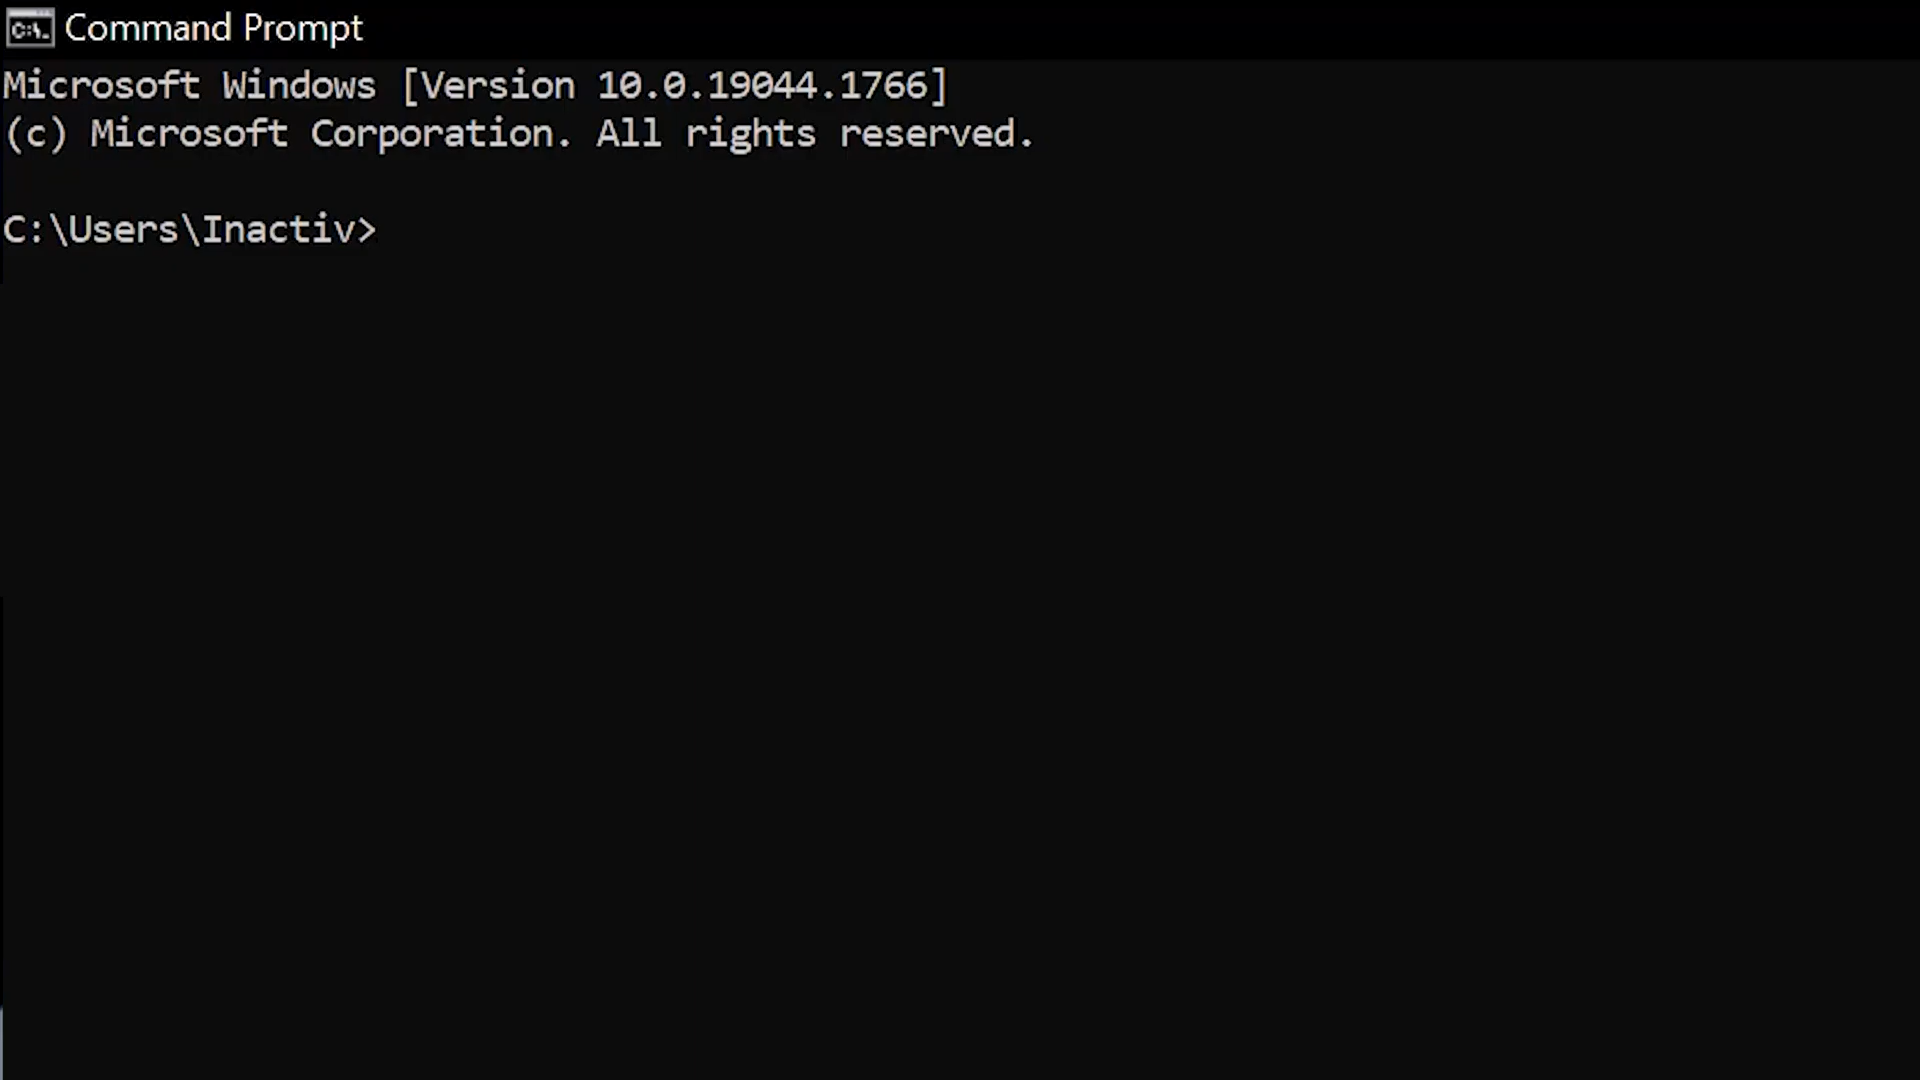 C:\.
Command Prompt
Microsoft Windows [Version 10.0.19044.1766]
(c) Microsoft Corporation. All rights reserved.
C:\Users\Inactiv>